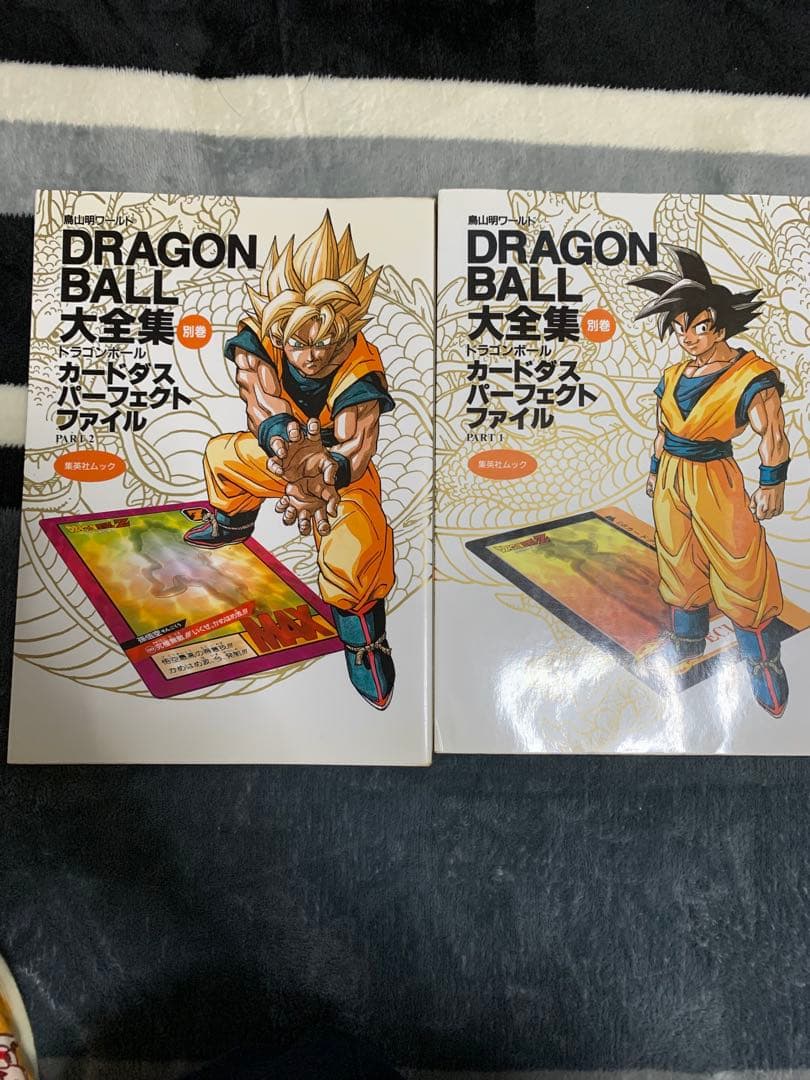 鳥山明ワールド
DRAGON
BALL
大全集
別巻
ドラゴンボール
カードダス
パーフェクト
ファイル
PART 2
集英社ムック
孫悟空
MAX
鳥山明ワールド
DRAGON
BALL
大全集
別巻
ドラゴンボール
カードダス
パーフェクト
ファイル
PART 1
集英社ムック